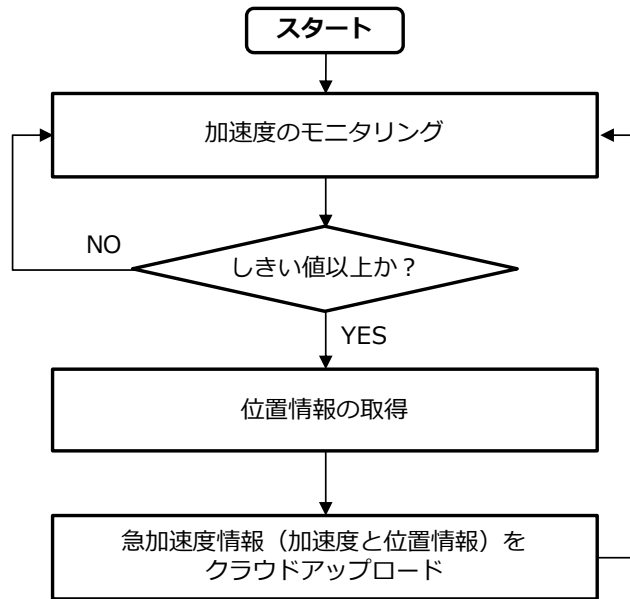 スタート
加速度のモニタリング
しきい値以上か？
NO
YES
位置情報の取得
急加速度情報（加速度と位置情報）を
クラウドアップロード